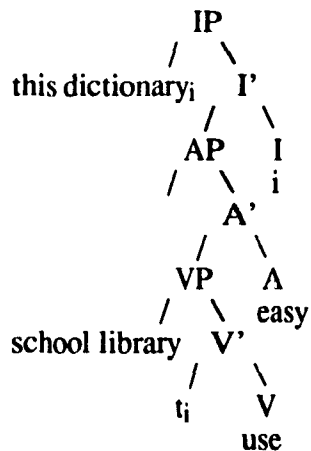 IP
this dictionaryi I'
AP I
i
A'
VP A
easy
school library V'
ti V
use